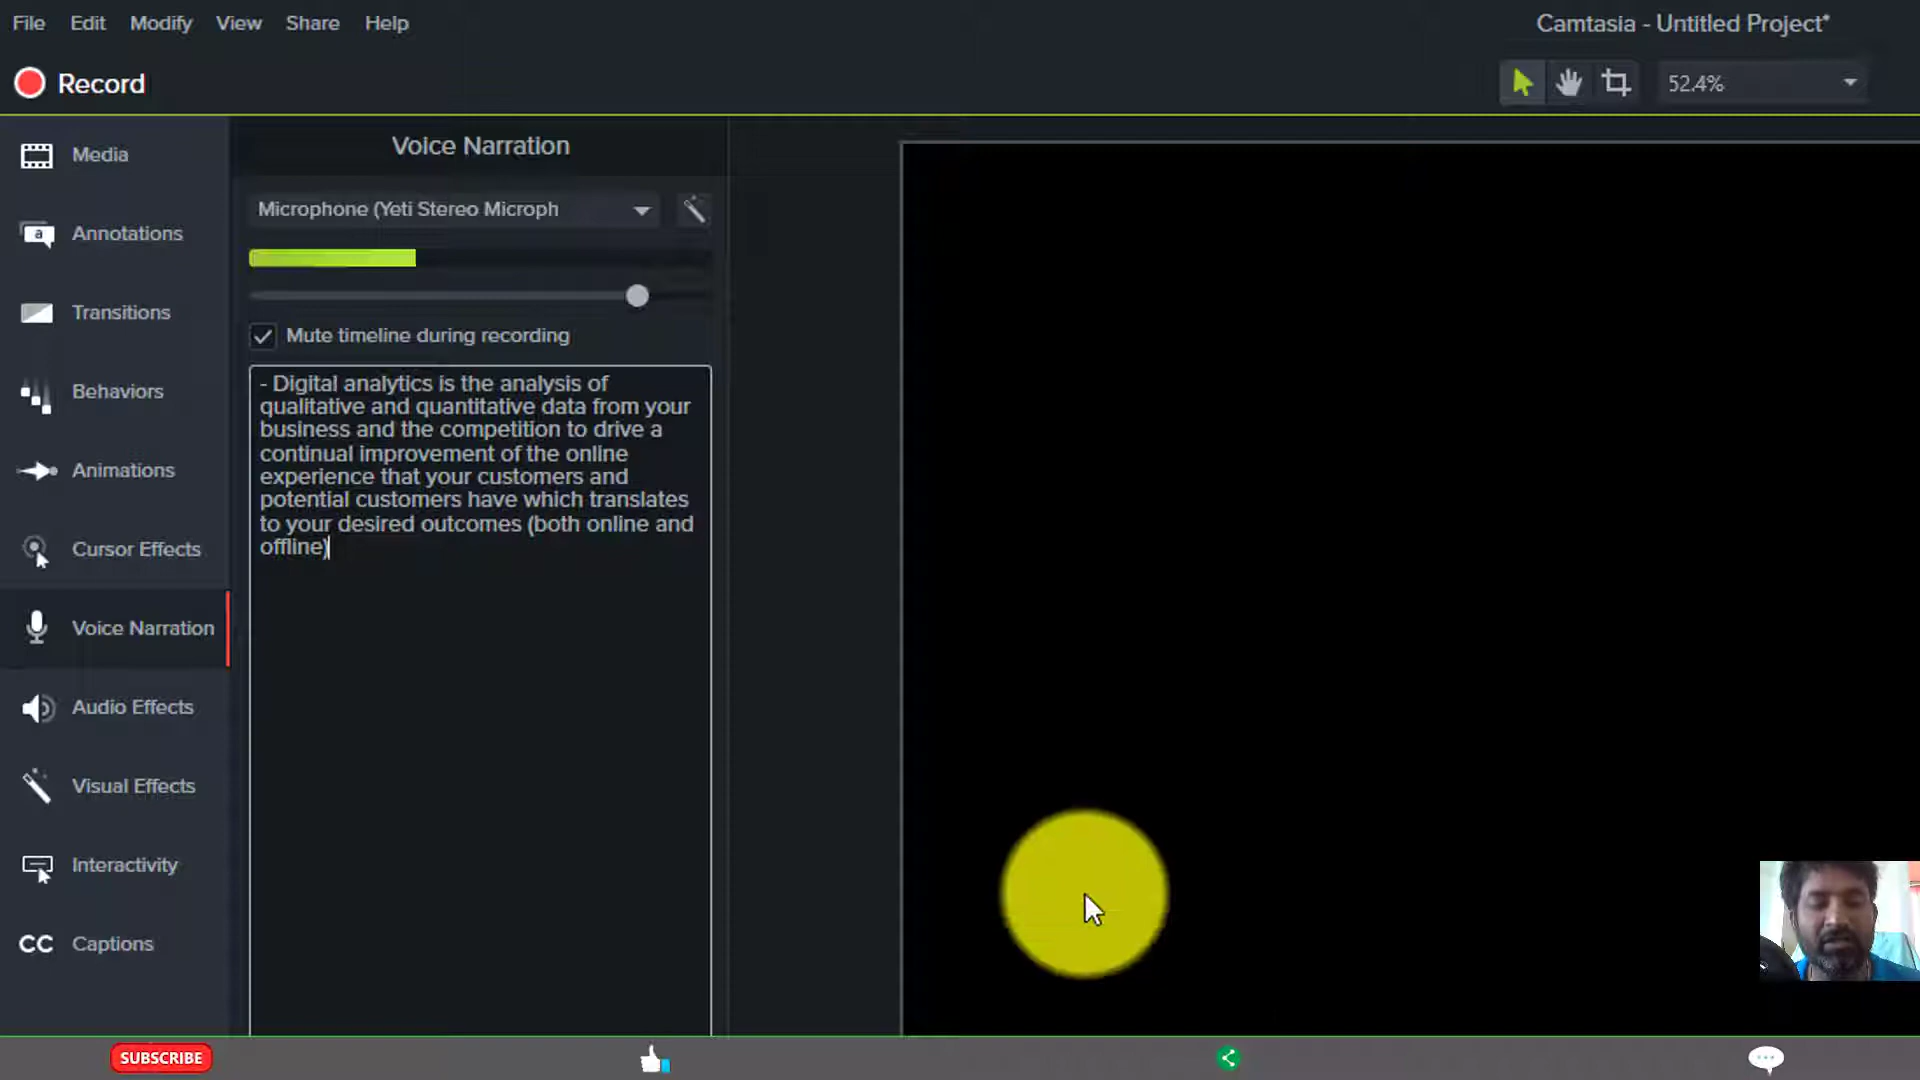 File Edit Modify View Share Help
Camtasia - Untitled Project*
Record
52.4%
Media
Annotations
Transitions
Behaviors
Animations
Cursor Effects
Voice Narration
Audio Effects
Visual Effects
Interactivity
CC Captions
Voice Narration
Microphone (Yeti Stereo Microph
Mute timeline during recording
- Digital analytics is the analysis of
qualitative and quantitative data from your
business and the competition to drive a
continual improvement of the online
experience that your customers and
potential customers have which translates
to your desired outcomes (both online and
offline)
SUBSCRIBE